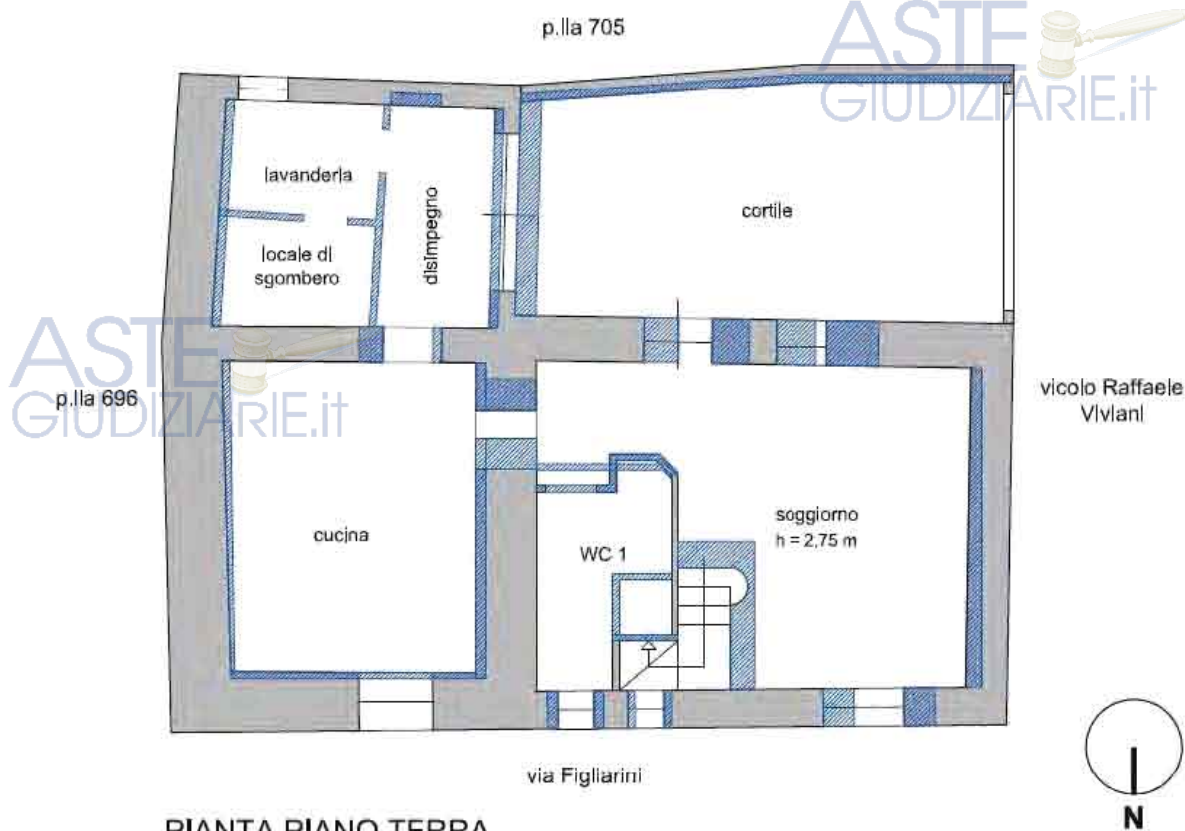 p.lla 705
ASTE
GIUDIZIARIE.it
lavanderia
disimpegno
cortile
locale di
sgombero
ASTE
GIUDIZIARIE.it
p.lla 696
vicolo Raffaele
Viviani
cucina
soggiorno
h = 2,75 m
WC 1
via Figliarini
N
PIANTA PIANO TERRA